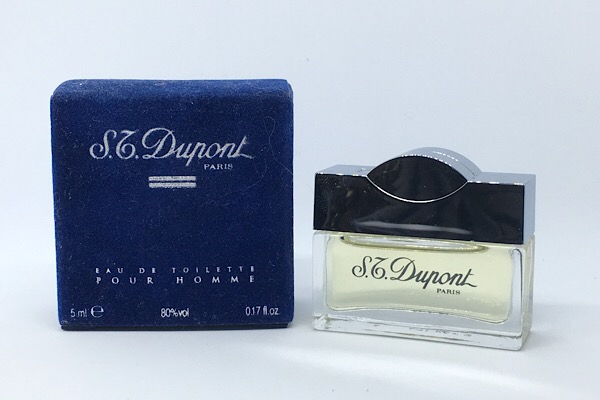 S.T. Dupont
PARIS
EAU DE TOILETTE
POUR HOMME
5 ml e 80%vol 0.17 fl.oz.
S.T. Dupont
PARIS